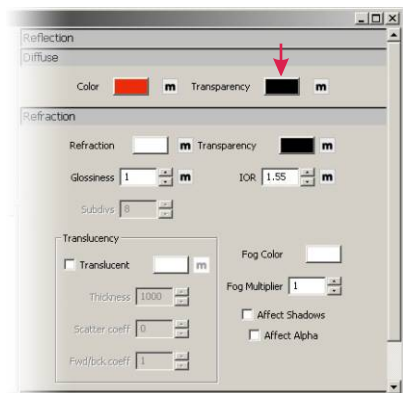 Reflection
Diffuse
Color m Transparency m
Refraction
Refraction m Transparency m
Glossiness 1 m IOR 1.55 m
Subdivs 8
Translucency
Translucent m
Thickness 1000
Scatter coeff 0
Fwd/bck.coeff 1
Fog Color
Fog Multiplier 1
Affect Shadows
Affect Alpha